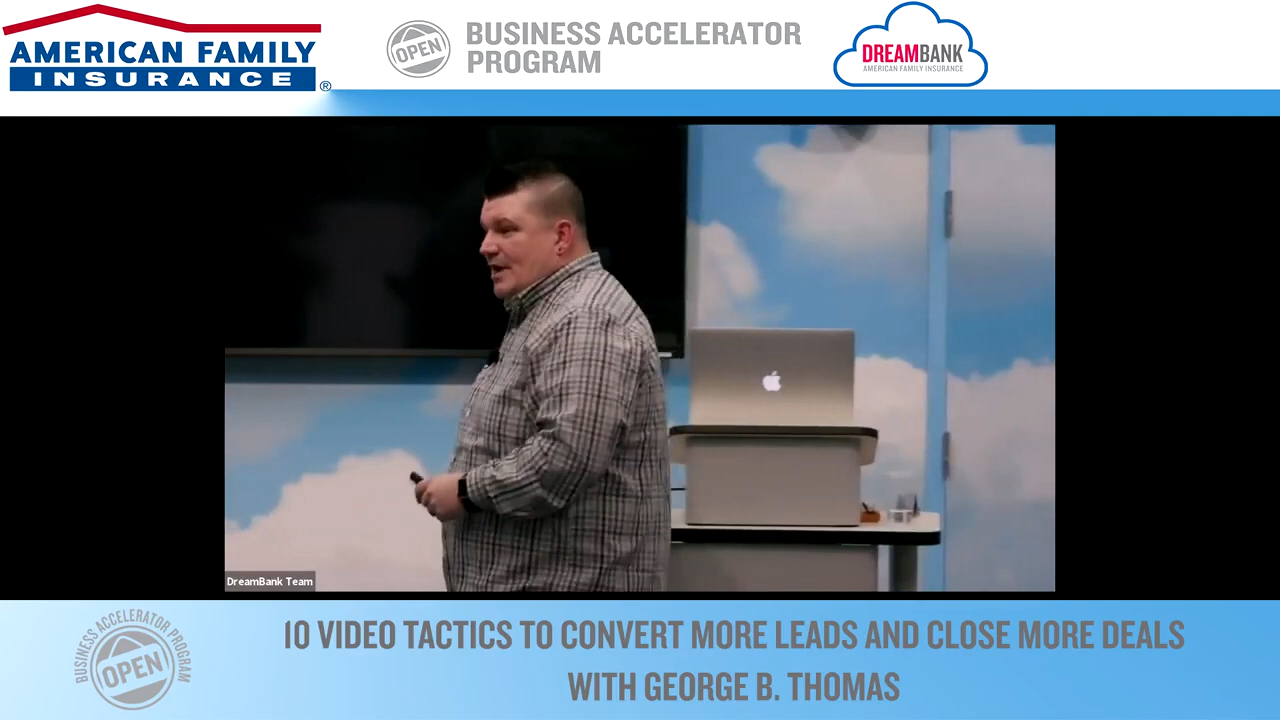 AMERICAN FAMILY
INSURANCE ®
OPEN
BUSINESS ACCELERATOR
PROGRAM
DREAMBANK
AMERICAN FAMILY INSURANCE
DreamBank Team
BUSINESS ACCELERATOR PROGRAM
OPEN
10 VIDEO TACTICS TO CONVERT MORE LEADS AND CLOSE MORE DEALS
WITH GEORGE B. THOMAS